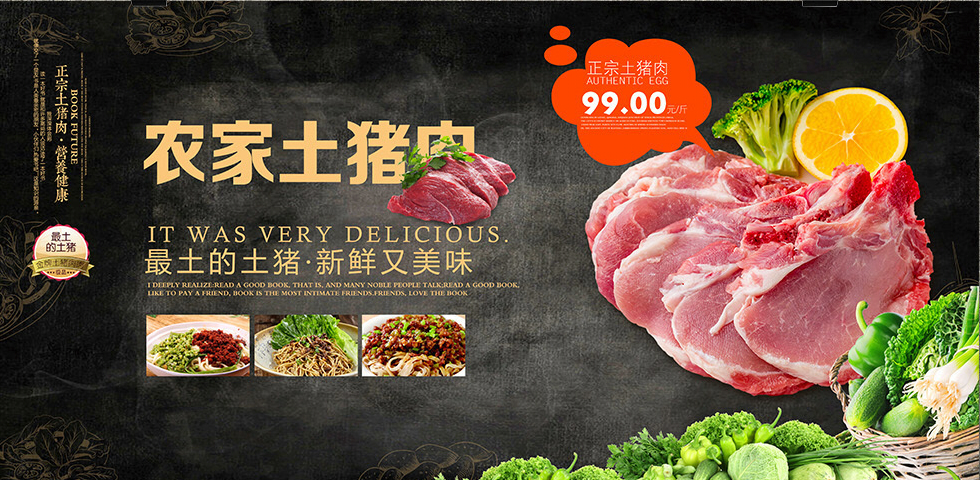 BOOK FUTURE
正宗土猪肉 营养健康
最土
的土猪
农家土猪肉
IT WAS VERY DELICIOUS.
最土的土猪·新鲜又美味
I DEEPLY REALIZE:READ A GOOD BOOK, THAT IS, AND MANY NOBLE PEOPLE TALK;READ A GOOD BOOK,
LIKE TO PAY A FRIEND, BOOK IS THE MOST INTIMATE FRIENDS.FRIENDS, LOVE THE BOOK
正宗土猪肉
AUTHENTIC EGG
99.00元/斤